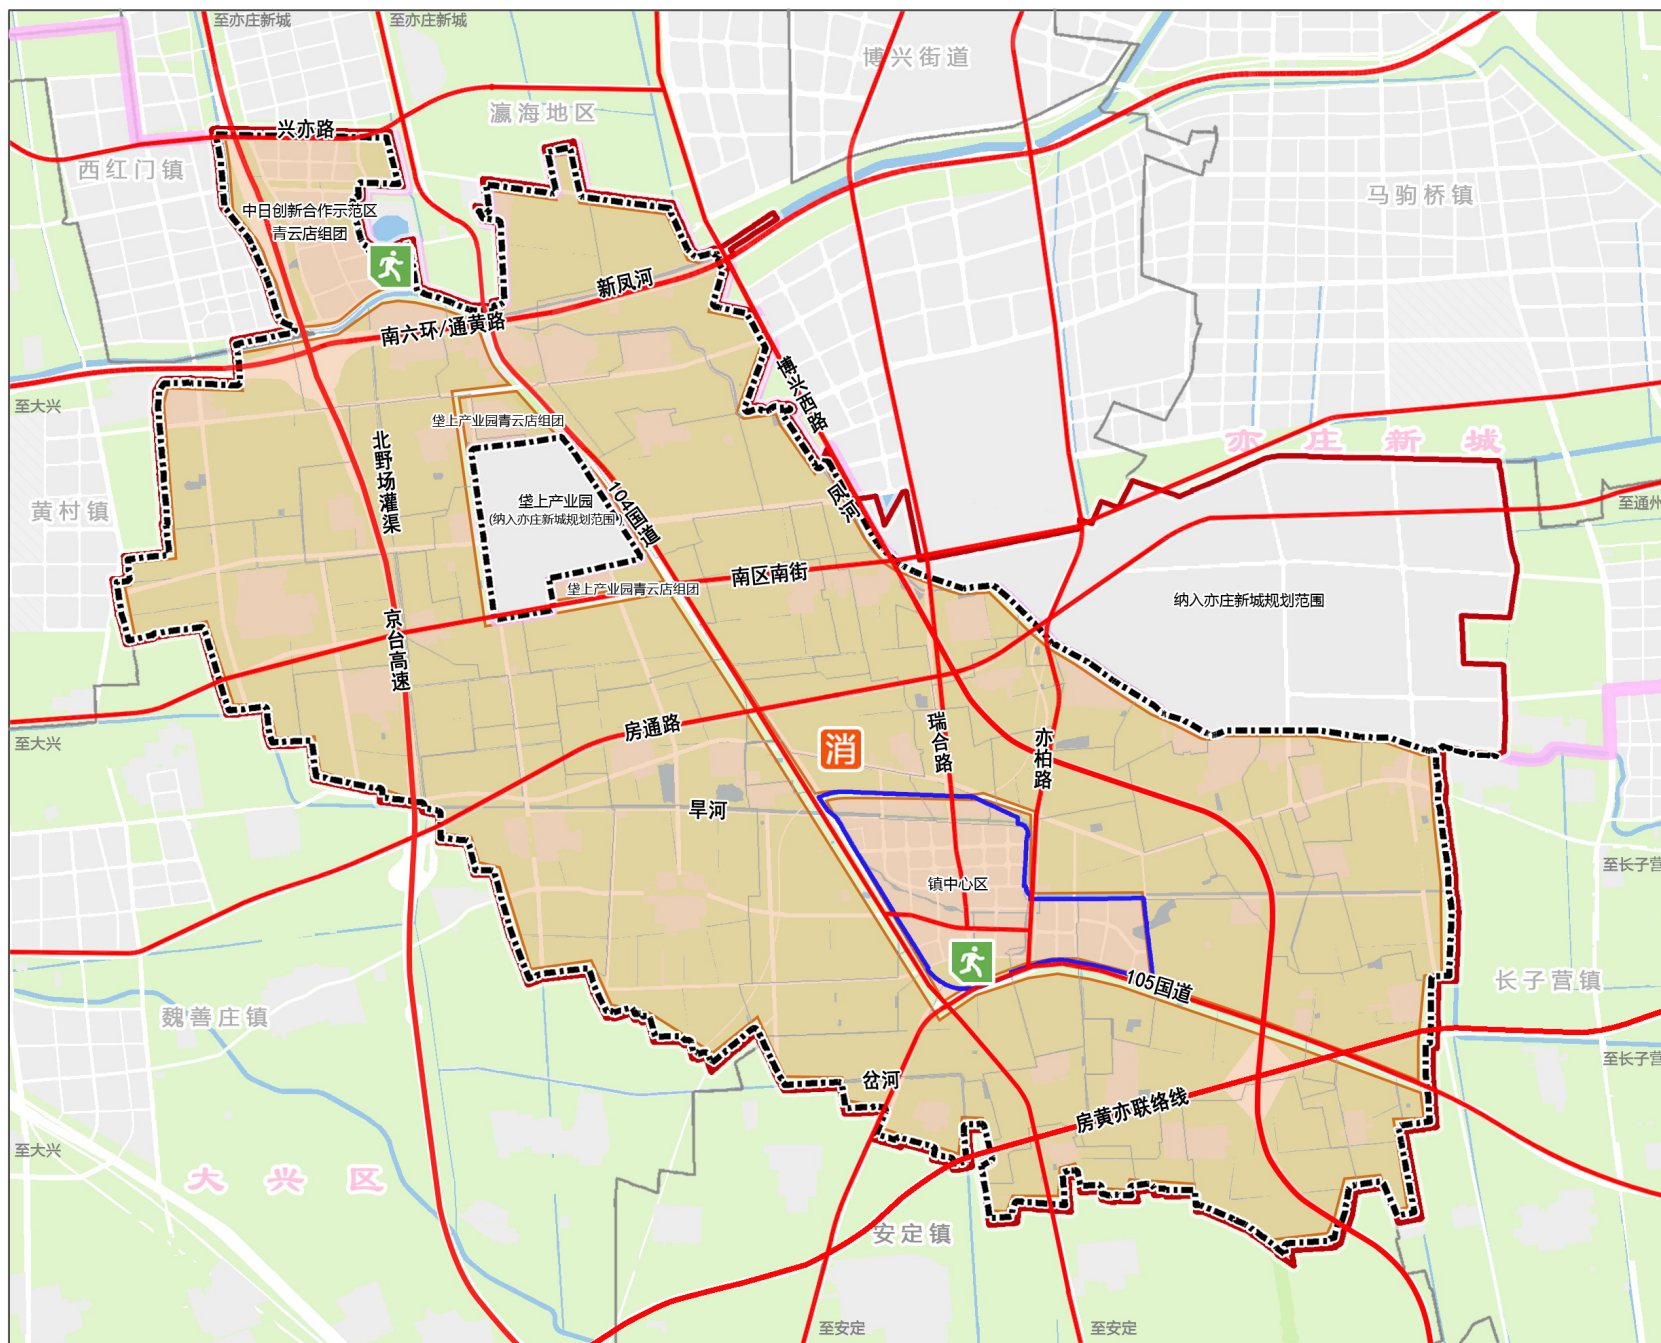 至亦庄新城
至亦庄新城
博兴街道
瀛海地区
兴亦路
西红门镇
马驹桥镇
中日创新合作示范区
青云店组团
新凤河
南六环/通黄路
博兴西路
至大兴
垡上产业园青云店组团
亦庄新城
北野场灌渠
104国道
垡上产业园
(纳入亦庄新城规划范围)
凤河
黄村镇
至通州
南区南街
垡上产业园青云店组团
纳入亦庄新城规划范围
京台高速
房通路
瑞合路
亦柏路
至大兴
消
旱河
至长子营
镇中心区
105国道
长子营镇
魏善庄镇
至长子营
岔河
房黄亦联络线
至大兴
大兴区
安定镇
至安定
至安定